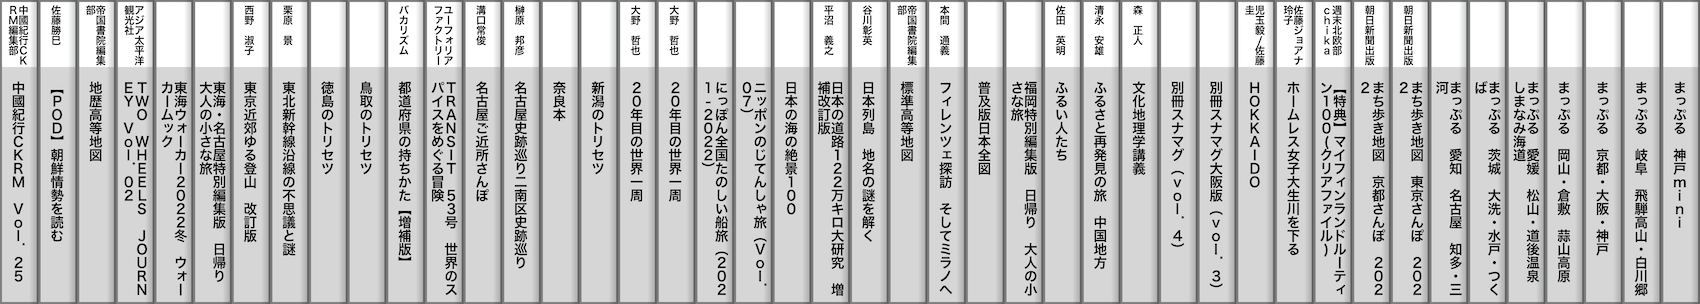 まっぷる 神戸mini
まっぷる 岐阜 飛騨高山・白川郷
まっぷる 京都・大阪・神戸
まっぷる 岡山・倉敷 蒜山高原
まっぷる 愛媛 松山・道後温泉
しまなみ海道
まっぷる 茨城 大洗・水戸・つく
ば
まっぷる 愛知 名古屋 知多・三
河
朝日新聞出版
まち歩き地図 東京さんぽ 202
2
朝日新聞出版
まち歩き地図 京都さんぽ 202
2
週末北欧部
chika
【特典】マイフィンランドルーティ
ン100(クリアファイル)
佐藤ジョアナ
玲子
ホームレス女子大生川を下る
児玉毅/佐藤
圭
HOKKAIDO
別冊スナマグ大阪版(vol.3)
別冊スナマグ(vol.4)
森 正人
文化地理学講義
清永 安雄
ふるさと再発見の旅 中国地方
佐田 英明
ふるい人たち
福岡特別編集版 日帰り 大人の小
さな旅
普及版日本全図
本間 通義
フィレンツェ探訪 そしてミラノへ
帝国書院編集
部
標準高等地図
谷川彰英
日本列島 地名の謎を解く
平沼 義之
日本の道路122万キロ大研究 増
補改訂版
日本の海の絶景100
ニッポンのじてんしゃ旅(Vol.
07)
にっぽん全国たのしい船旅(202
1-2022)
大野 哲也
20年目の世界一周
大野 哲也
20年目の世界一周
新潟のトリセツ
奈良本
榊原 邦彦
名古屋史跡巡り二南区史跡巡り
溝口常俊
名古屋ご近所さんぽ
ユーフォリア
ファクトリー
TRANSIT 53号 世界のス
パイスをめぐる冒険
バカリズム
都道府県の持ちかた【増補版】
鳥取のトリセツ
徳島のトリセツ
栗原 景
東北新幹線沿線の不思議と謎
西野 淑子
東京近郊ゆる登山 改訂版
東海・名古屋特別編集版 日帰り
大人の小さな旅
東海ウォーカー2022冬 ウォー
カームック
アジア太平洋
観光社
TWO WHEELS JOURN
EY Vol.02
帝国書院編集
部
地歴高等地図
佐藤勝巳
【POD】朝鮮情勢を読む
中國紀行CK
RM編集部
中國紀行CKRM Vol.25